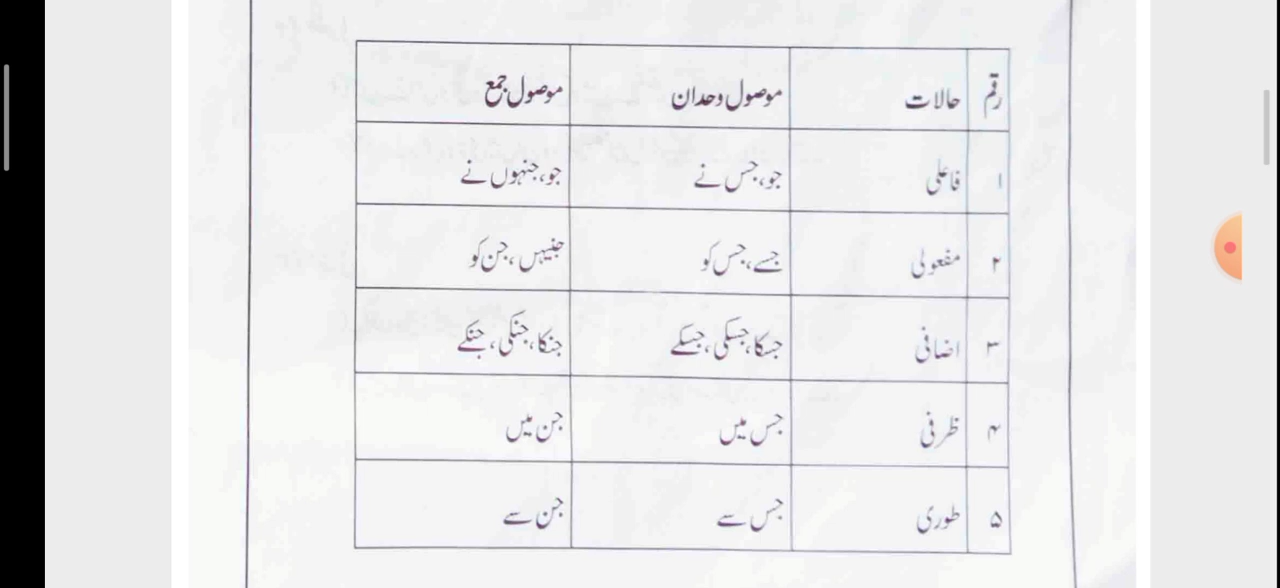 رقم حالات موصول وحدان موصول جمع
۱ فاعلی جو،جس نے جو،جنہوں نے
۲ مفعولی جسے،جس کو جنہیں،جن کو
۳ اضافی جسکا،جسکی،جسکے جنکا،جنکی،جنکے
۴ ظرفی جس میں جن میں
۵ طوری جس سے جن سے